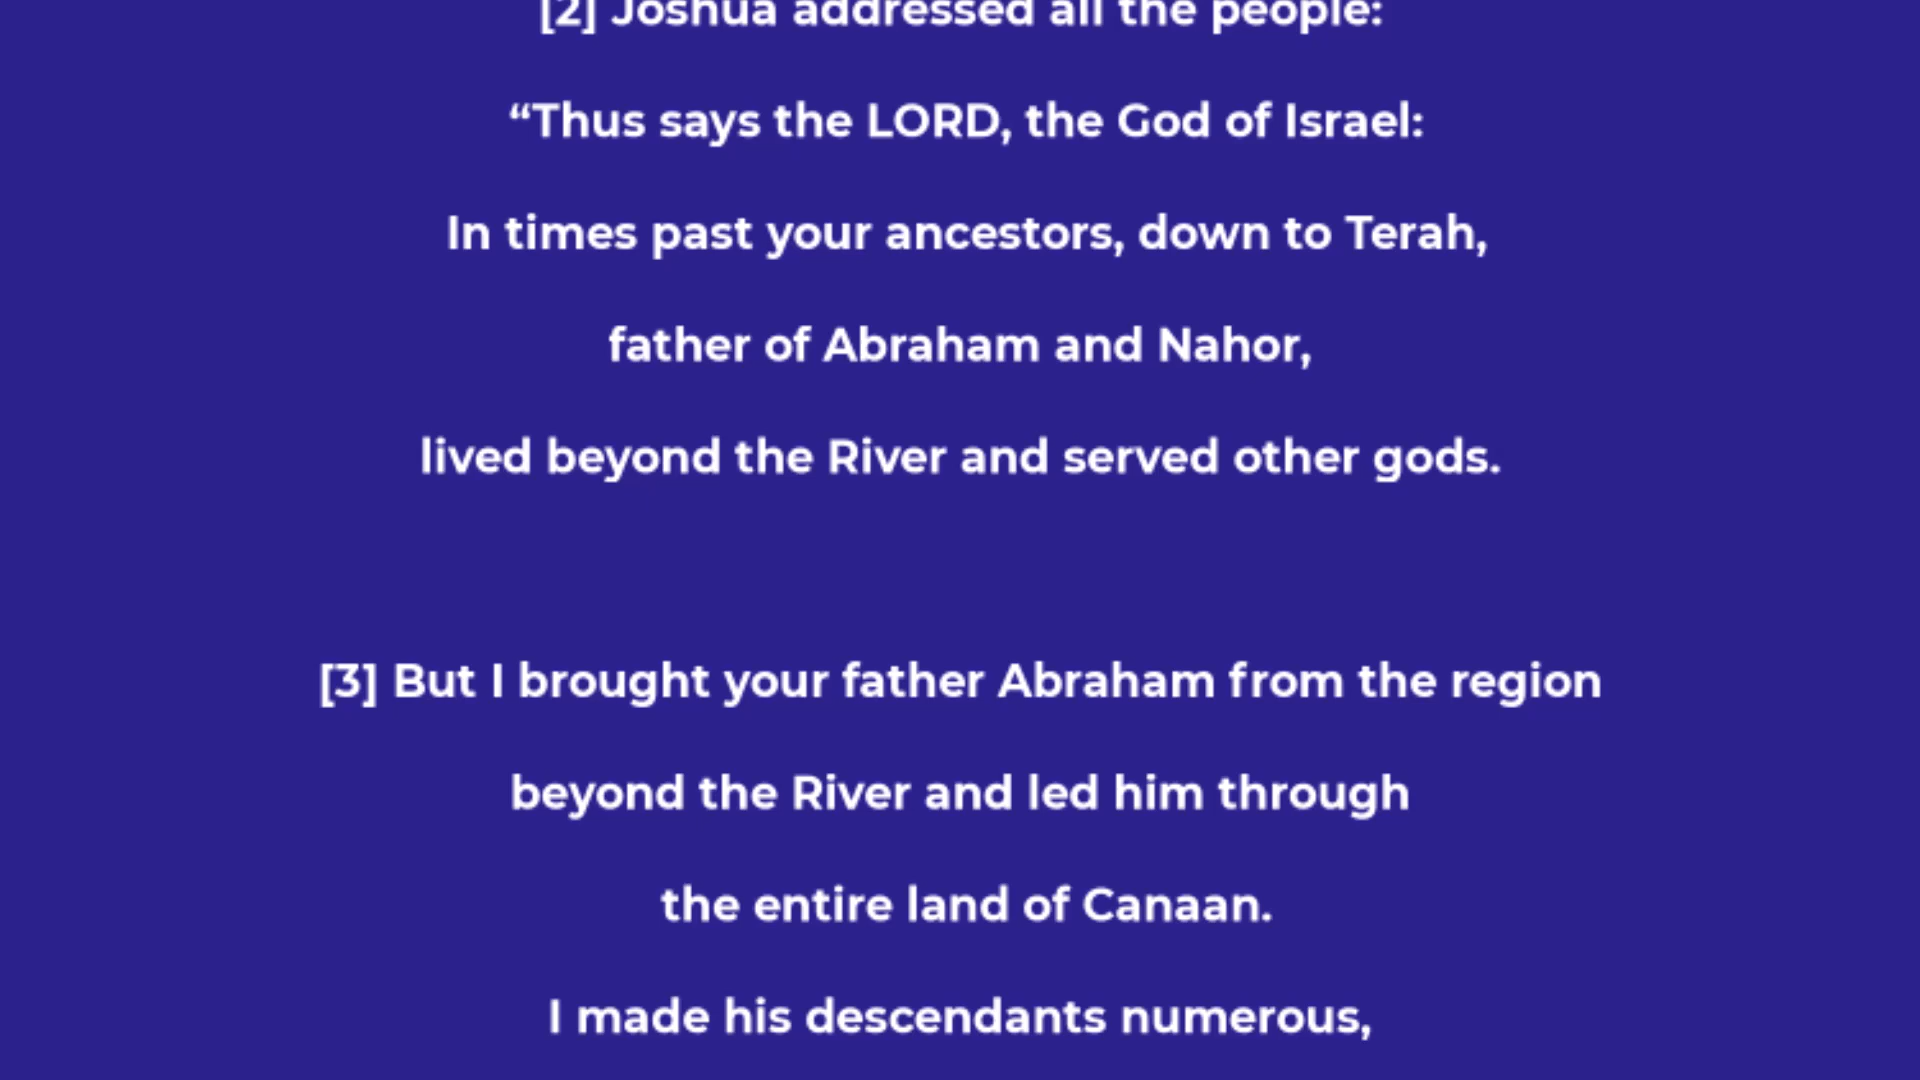 [2] Joshua addressed all the people:
“Thus says the LORD, the God of Israel:
In times past your ancestors, down to Terah,
father of Abraham and Nahor,
lived beyond the River and served other gods.
[3] But I brought your father Abraham from the region
beyond the River and led him through
the entire land of Canaan.
I made his descendants numerous,